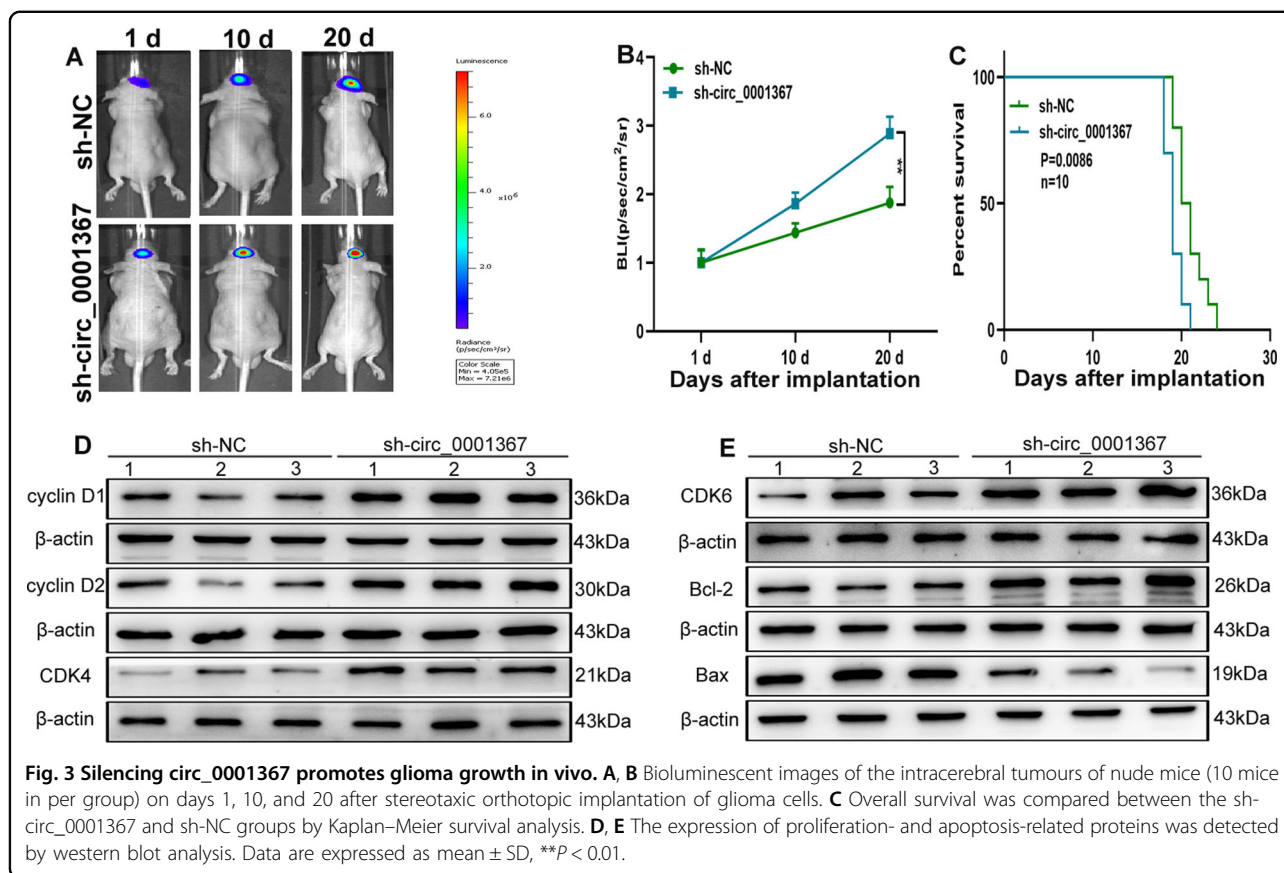 A
1 d 10 d 20 d
sh-NC
sh-circ_0001367
Luminescence
6.0
4.0
x10⁶
2.0
Radiance
(p/sec/cm²/sr)
Color Scale
Min = 4.05e5
Max = 7.21e6
B
sh-NC
sh-circ_0001367
BLI(p/sec/cm²/sr)
4
3
2
1
0
**
1 d 10 d 20 d
Days after implantation
C
sh-NC
sh-circ_0001367
P=0.0086
n=10
Percent survival
100
50
0
0 10 20 30
Days after implantation
D
sh-NC sh-circ_0001367
1 2 3 1 2 3
cyclin D1 36kDa
β-actin 43kDa
cyclin D2 30kDa
β-actin 43kDa
CDK4 21kDa
β-actin 43kDa
E
sh-NC sh-circ_0001367
1 2 3 1 2 3
CDK6 36kDa
β-actin 43kDa
Bcl-2 26kDa
β-actin 43kDa
Bax 19kDa
β-actin 43kDa
Fig. 3 Silencing circ_0001367 promotes glioma growth in vivo. A, B Bioluminescent images of the intracerebral tumours of nude mice (10 mice
in per group) on days 1, 10, and 20 after stereotaxic orthotopic implantation of glioma cells. C Overall survival was compared between the sh-
circ_0001367 and sh-NC groups by Kaplan–Meier survival analysis. D, E The expression of proliferation- and apoptosis-related proteins was detected
by western blot analysis. Data are expressed as mean ± SD, **P < 0.01.